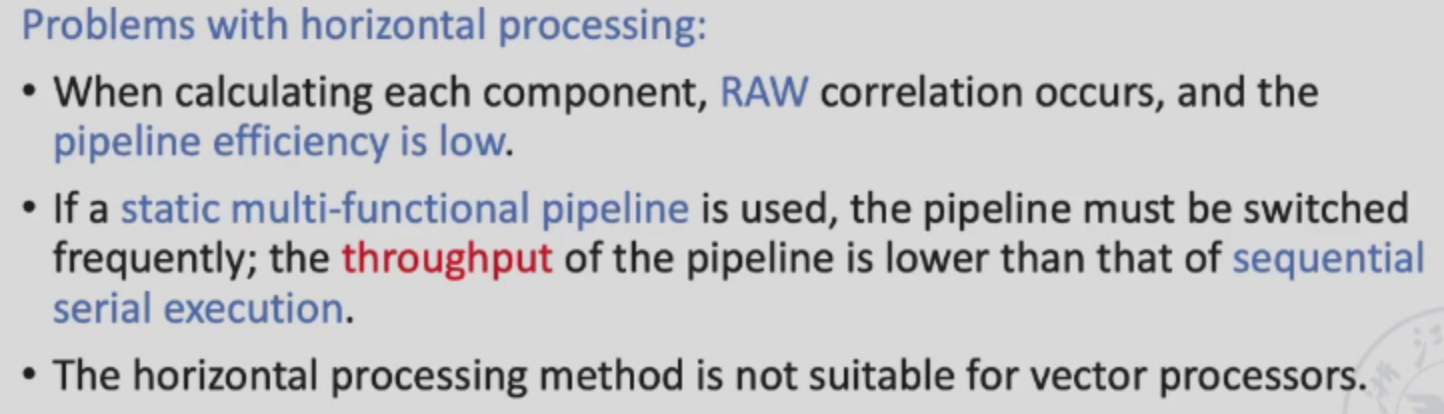 Problems with horizontal processing:
• When calculating each component, RAW correlation occurs, and the
pipeline efficiency is low.
• If a static multi-functional pipeline is used, the pipeline must be switched
frequently; the throughput of the pipeline is lower than that of sequential
serial execution.
• The horizontal processing method is not suitable for vector processors.